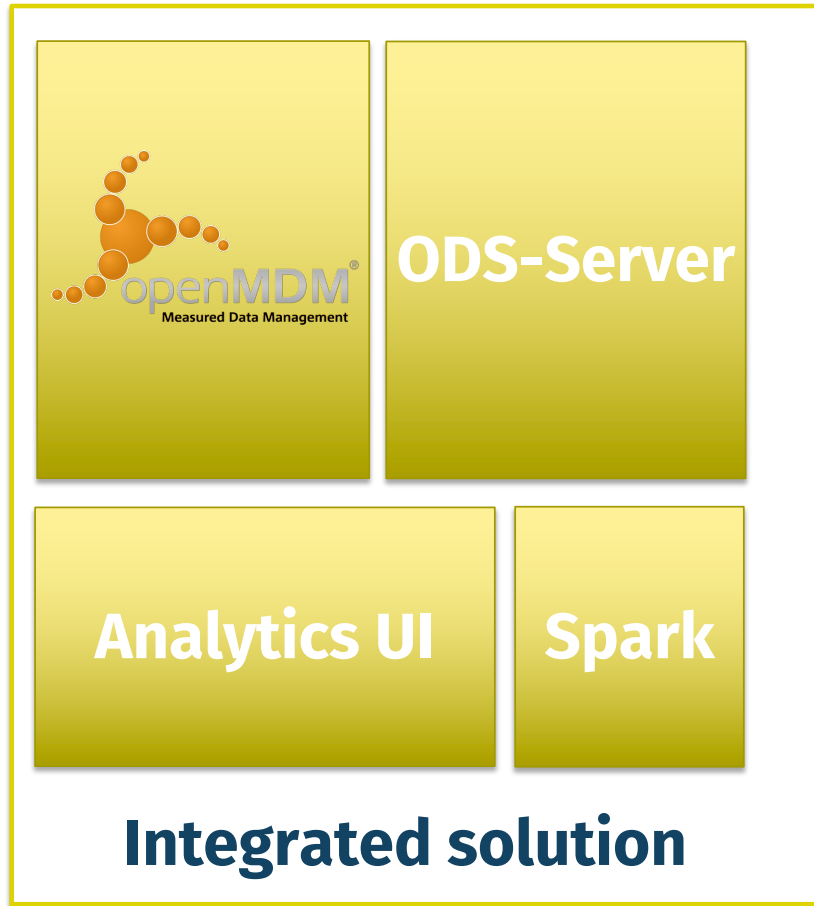 openMDM®
Measured Data Management
ODS-Server
Analytics UI
Spark
Integrated solution